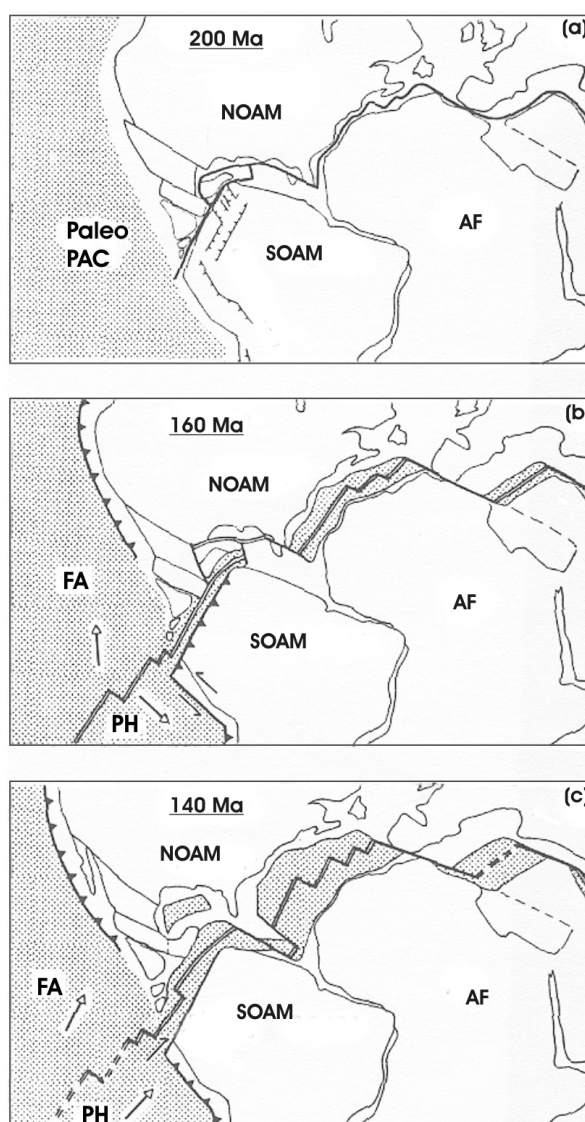 (a)
200 Ma
NOAM
Paleo
PAC
SOAM
AF
(b
160 Ma
NOAM
FA
AF
SOAM
PH
(c)
140 Ma
NOAM
FA
AF
SOAM
PH